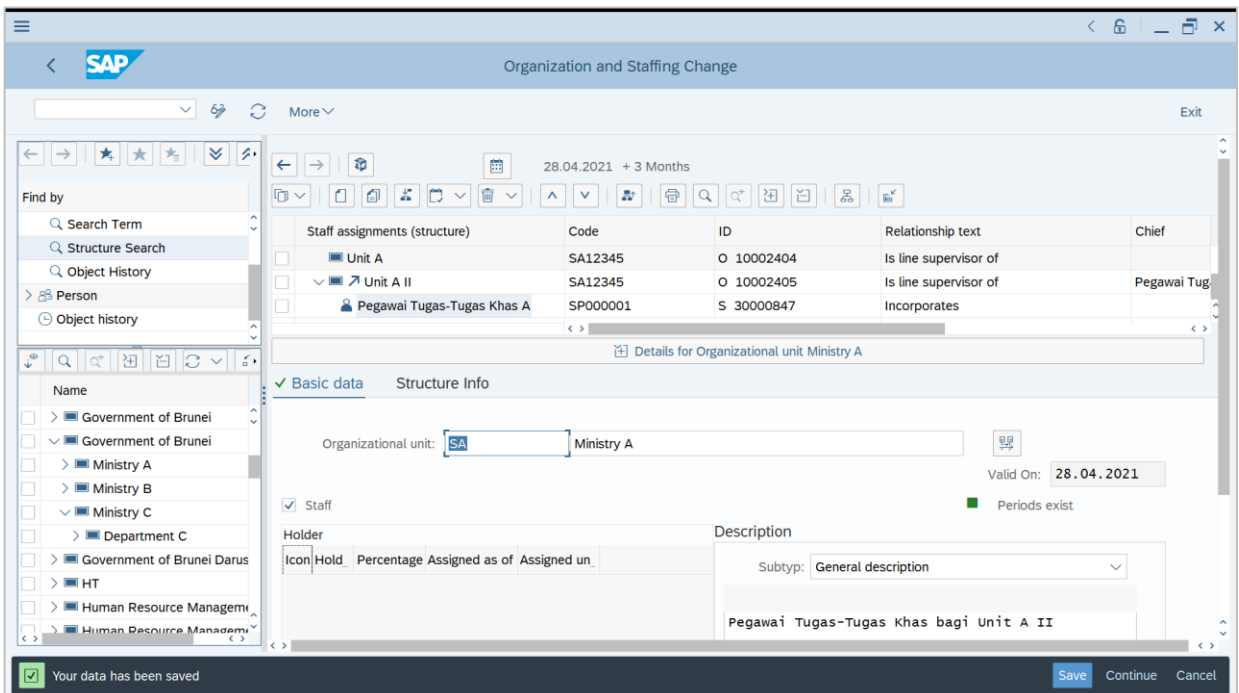 SAP
Organization and Staffing Change
More
Exit
28.04.2021 + 3 Months
Find by
Search Term
Structure Search
Object History
Person
Object history
Staff assignments (structure) Code ID Relationship text Chief
Unit A SA12345 O 10002404 Is line supervisor of
Unit A II SA12345 O 10002405 Is line supervisor of Pegawai Tug
Pegawai Tugas-Tugas Khas A SP000001 S 30000847 Incorporates
Details for Organizational unit Ministry A
Name
Government of Brunei
Government of Brunei
Ministry A
Ministry B
Ministry C
Department C
Government of Brunei Darus
HT
Human Resource Manageme
Human Resource Manageme
Basic data Structure Info
Organizational unit: SA Ministry A
Valid On: 28.04.2021
Staff
Periods exist
Holder
Icon Hold_ Percentage Assigned as of Assigned un_
Description
Subtyp: General description
Pegawai Tugas-Tugas Khas bagi Unit A II
Your data has been saved
Save Continue Cancel